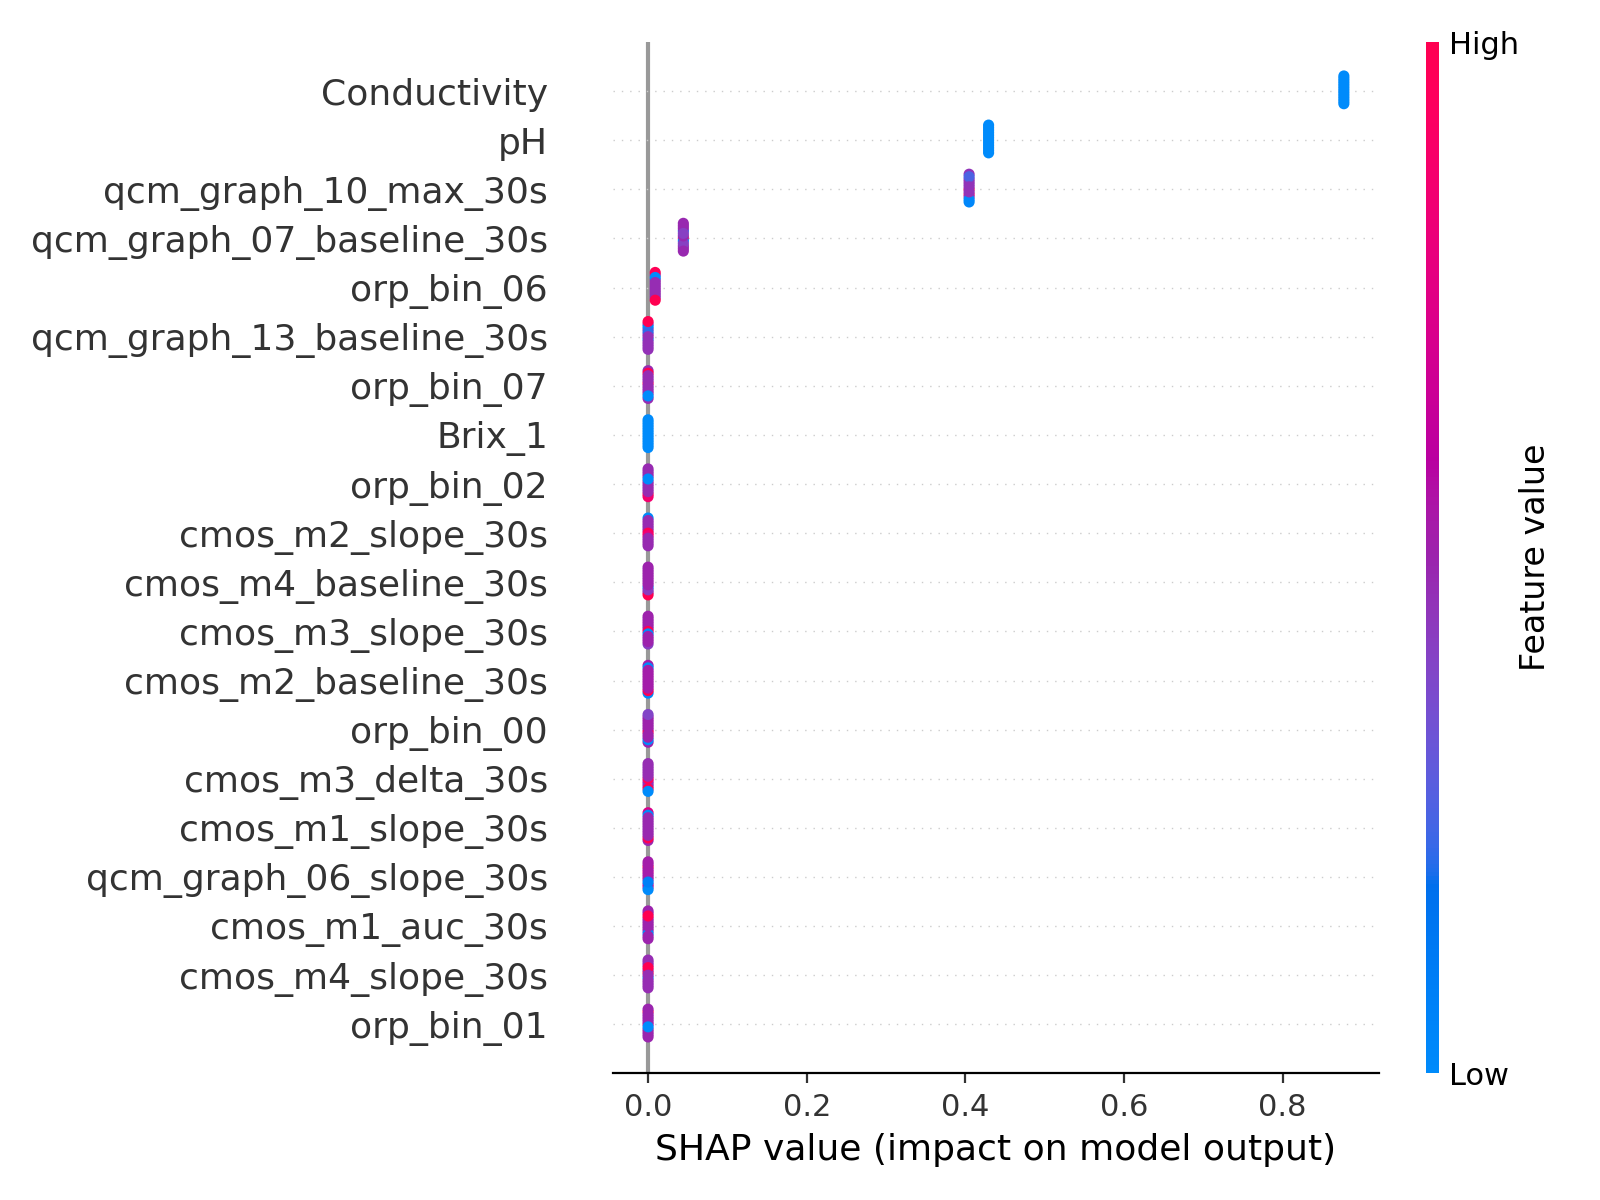 High
Conductivity
pH
qcm_graph_10_max_30s
qcm_graph_07_baseline_30s
orp_bin_06
qcm_graph_13_baseline_30s
orp_bin_07
Brix_1
orp_bin_02
cmos_m2_slope_30s
cmos_m4_baseline_30s
cmos_m3_slope_30s
cmos_m2_baseline_30s
orp_bin_00
cmos_m3_delta_30s
cmos_m1_slope_30s
qcm_graph_06_slope_30s
cmos_m1_auc_30s
cmos_m4_slope_30s
orp_bin_01
Feature value
Low
0.0 0.2 0.4 0.6 0.8
SHAP value (impact on model output)